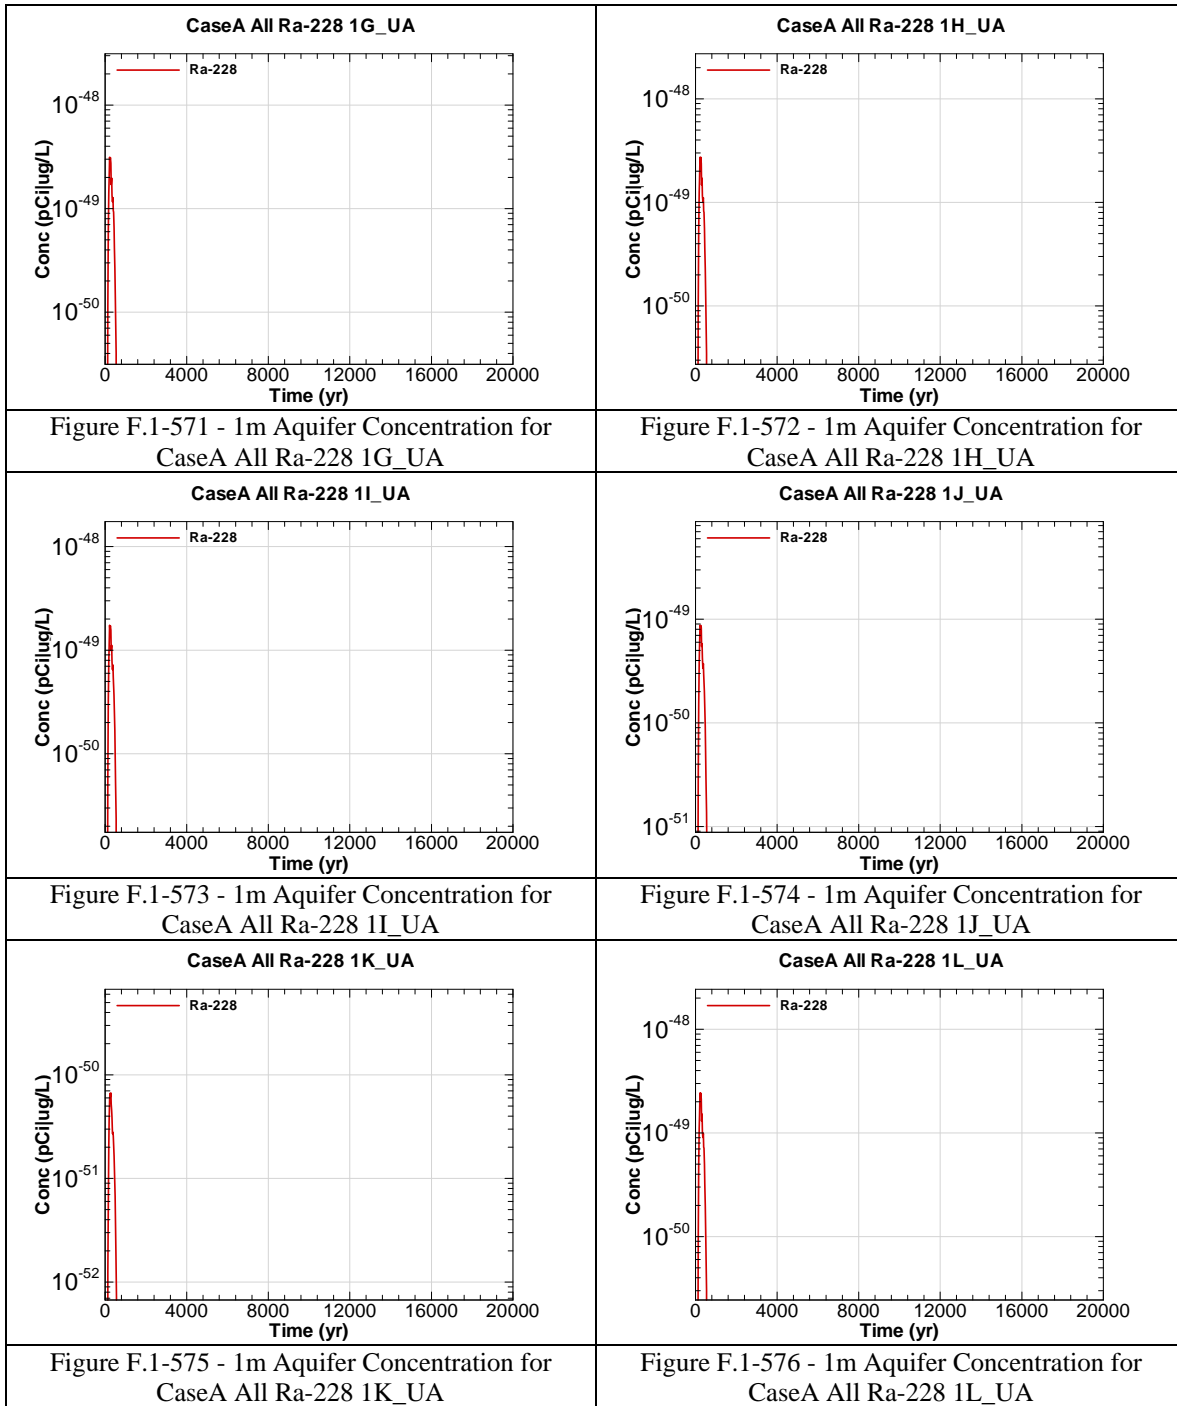 CaseA All Ra-228 1G_UA
Ra-228
Conc (pCi|ug/L)
10-48
10-49
10-50
0 4000 8000 12000 16000 20000
Time (yr)
Figure F.1-571 - 1m Aquifer Concentration for
CaseA All Ra-228 1G_UA
CaseA All Ra-228 1H_UA
Ra-228
Conc (pCi|ug/L)
10-48
10-49
10-50
0 4000 8000 12000 16000 20000
Time (yr)
Figure F.1-572 - 1m Aquifer Concentration for
CaseA All Ra-228 1H_UA
CaseA All Ra-228 1I_UA
Ra-228
Conc (pCi|ug/L)
10-48
10-49
10-50
0 4000 8000 12000 16000 20000
Time (yr)
Figure F.1-573 - 1m Aquifer Concentration for
CaseA All Ra-228 1I_UA
CaseA All Ra-228 1J_UA
Ra-228
Conc (pCi|ug/L)
10-49
10-50
10-51
0 4000 8000 12000 16000 20000
Time (yr)
Figure F.1-574 - 1m Aquifer Concentration for
CaseA All Ra-228 1J_UA
CaseA All Ra-228 1K_UA
Ra-228
Conc (pCi|ug/L)
10-50
10-51
10-52
0 4000 8000 12000 16000 20000
Time (yr)
Figure F.1-575 - 1m Aquifer Concentration for
CaseA All Ra-228 1K_UA
CaseA All Ra-228 1L_UA
Ra-228
Conc (pCi|ug/L)
10-48
10-49
10-50
0 4000 8000 12000 16000 20000
Time (yr)
Figure F.1-576 - 1m Aquifer Concentration for
CaseA All Ra-228 1L_UA